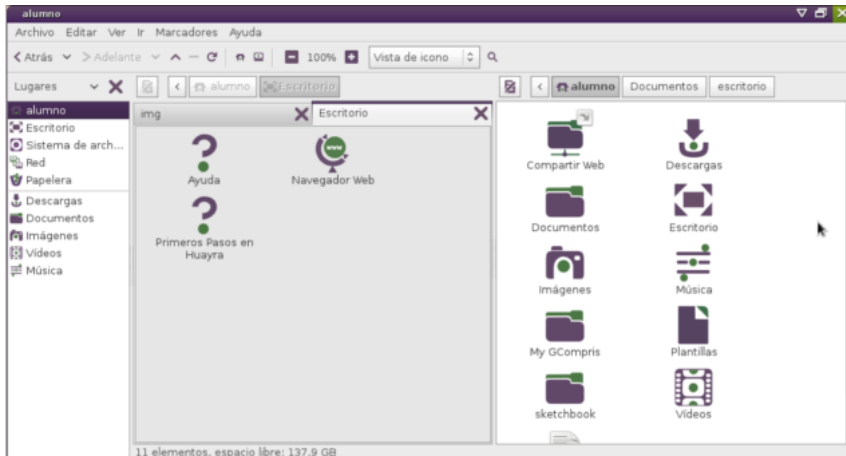 alumno
Archivo Editar Ver Ir Marcadores Ayuda
Atrás Adelante 100% Vista de icono
Lugares alumno Escritorio alumno Documentos escritorio
alumno
Escritorio
Sistema de arch...
Red
Papelera
Descargas
Documentos
Imágenes
Vídeos
Música
img Escritorio
Ayuda Navegador Web
Primeros Pasos en
Huayra
Compartir Web Descargas
Documentos Escritorio
Imágenes Música
My GCompris Plantillas
sketchbook Vídeos
11 elementos, espacio libre: 137,9 GB